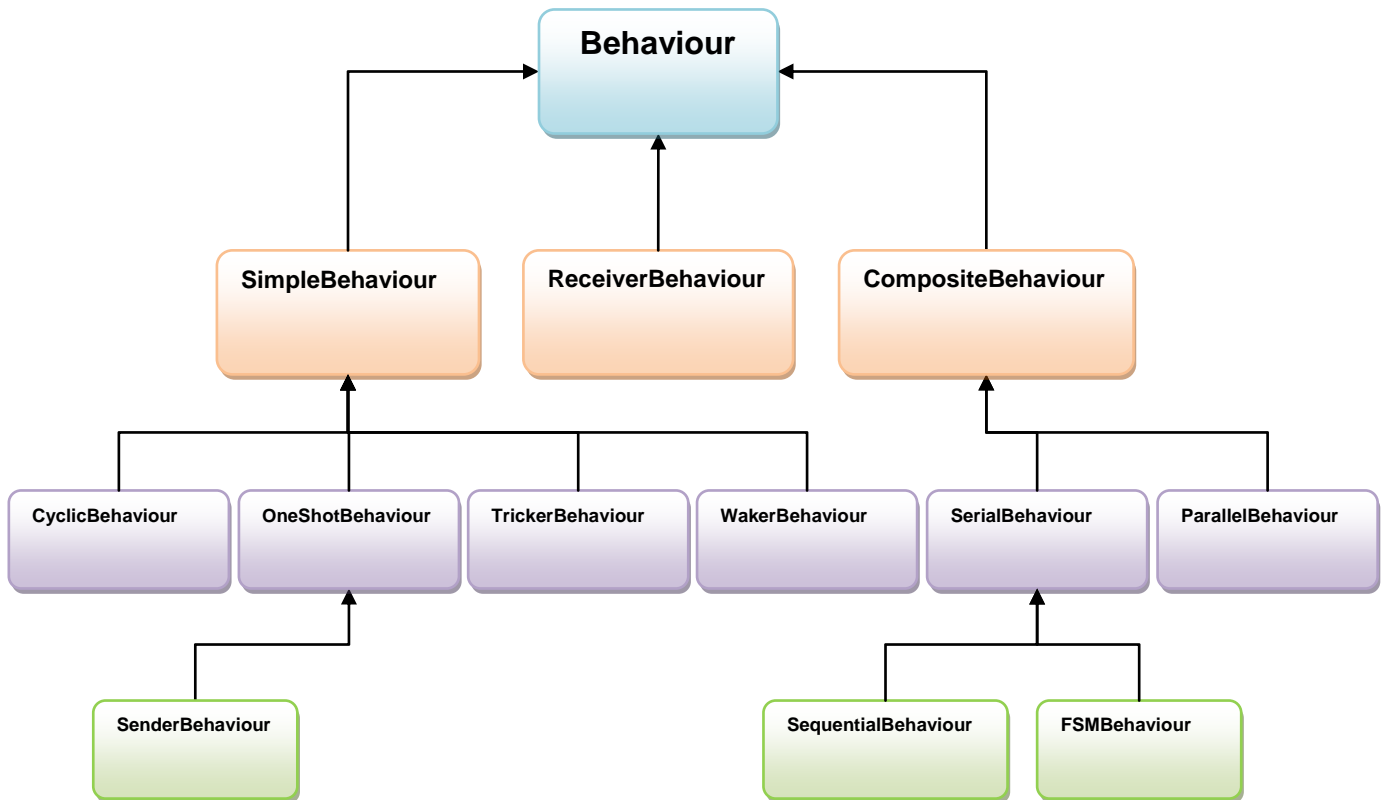 Behaviour
SimpleBehaviour
ReceiverBehaviour
CompositeBehaviour
CyclicBehaviour
OneShotBehaviour
TrickerBehaviour
WakerBehaviour
SerialBehaviour
ParallelBehaviour
SenderBehaviour
SequentialBehaviour
FSMBehaviour